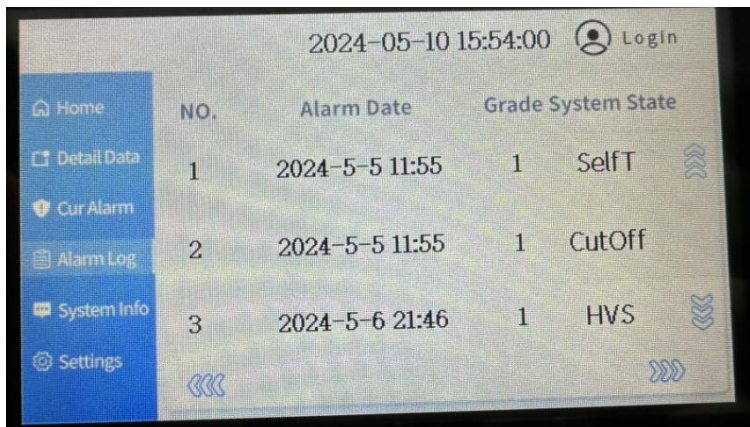 2024-05-10 15:54:00 Login
Home
Detail Data
Cur Alarm
Alarm Log
System Info
Settings
NO. Alarm Date Grade System State
1 2024-5-5 11:55 1 SelfT
2 2024-5-5 11:55 1 CutOff
3 2024-5-6 21:46 1 HVS